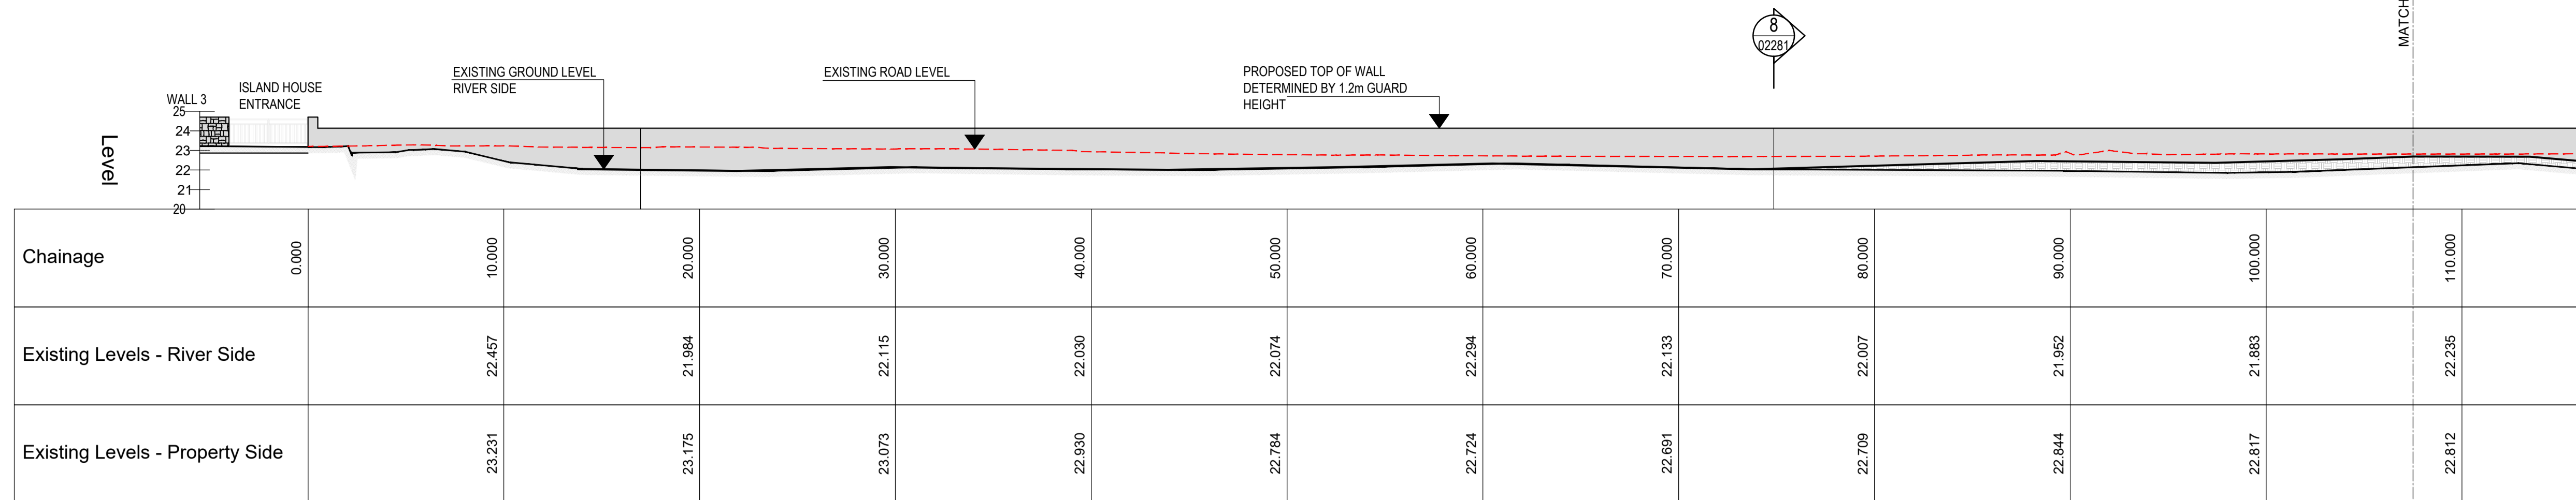 MATCH
8
02281
EXISTING GROUND LEVEL
RIVER SIDE
EXISTING ROAD LEVEL
PROPOSED TOP OF WALL
DETERMINED BY 1.2m GUARD
HEIGHT
ISLAND HOUSE
ENTRANCE
WALL 3
25
24
23
22
21
20
Level
Chainage 0.000 10.000 20.000 30.000 40.000 50.000 60.000 70.000 80.000 90.000 100.000 110.000
Existing Levels - River Side 22.457 21.984 22.115 22.030 22.074 22.294 22.133 22.007 21.952 21.883 22.235
Existing Levels - Property Side 23.231 23.175 23.073 22.930 22.784 22.724 22.691 22.709 22.844 22.817 22.812